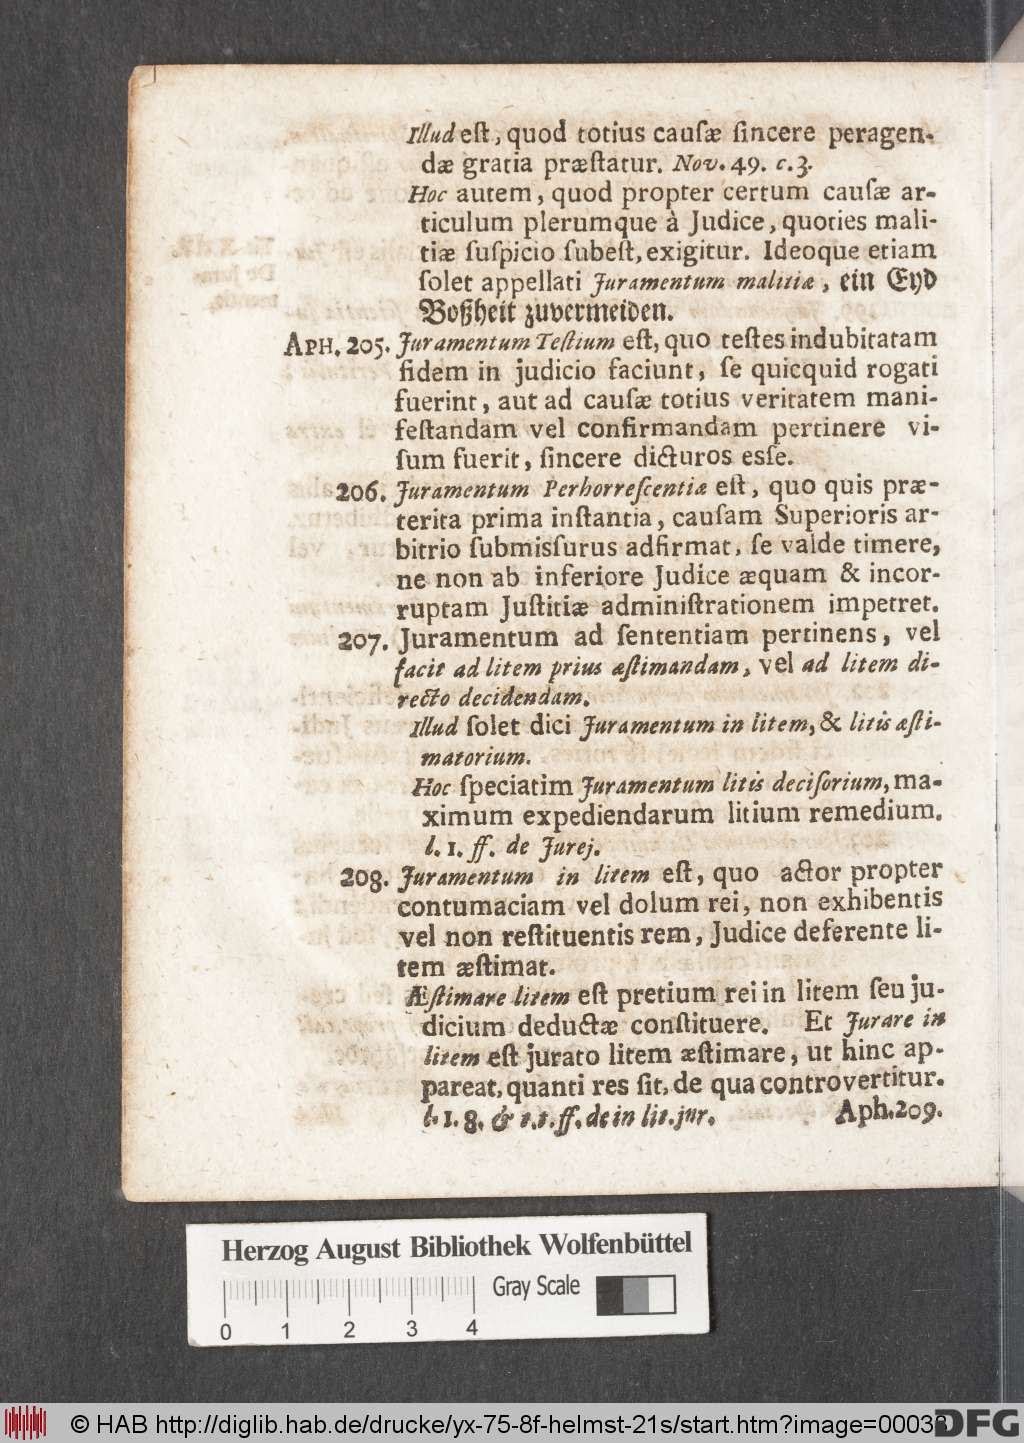 Illud eſt, quod totius cauſæ ſincere peragen-
dæ gratia præſtatur. Nov. 49. c. 3.
Hoc autem, quod propter certum cauſæ ar-
ticulum plerumque à Judice, quoties mali-
tiæ ſuſpicio ſubeſt, exigitur. Ideoque etiam
ſolet appellati Juramentum malitiæ, ein Eyd
Boßheit zuvermeiden.
APH. 205. Juramentum Teſtium eſt, quo teſtes indubitatam
fidem in judicio faciunt, ſe quicquid rogati
fuerint, aut ad cauſæ totius veritatem mani-
feſtandam vel confirmandam pertinere vi-
ſum fuerit, ſincere dicturos esſe.
206. Juramentum Perhorreſcentiæ eſt, quo quis præ-
terita prima inſtantia, cauſam Superioris ar-
bitrio ſubmisſurus adfirmat, ſe valde timere,
ne non ab inferiore Judice æquam & incor-
ruptam Juſtitiæ adminiſtrationem impetret.
207. Juramentum ad ſententiam pertinens, vel
facit ad litem prius æſtimandam, vel ad litem di-
recto decidendam.
Illud ſolet dici Juramentum in litem, & litis æſti-
matorium.
Hoc ſpeciatim Juramentum litis deciſorium, ma-
ximum expediendarum litium remedium.
l. 1. ff. de Jurej.
208. Juramentum in litem eſt, quo actor propter
contumaciam vel dolum rei, non exhibentis
vel non reſtituentis rem, Judice deferente li-
tem æſtimat.
Æſtimare litem eſt pretium rei in litem ſeu ju-
dicium deductæ conſtituere. Et Jurare in
litem eſt jurato litem æſtimare, ut hinc ap-
pareat, quanti res ſit, de qua controvertitur.
l. 1. 8. & t. t. ff. de in lit. jur. Aph. 209.
Herzog August Bibliothek Wolfenbüttel
Gray Scale
0 1 2 3 4
© HAB http://diglib.hab.de/drucke/yx-75-8f-helmst-21s/start.htm?image=00038
DFG